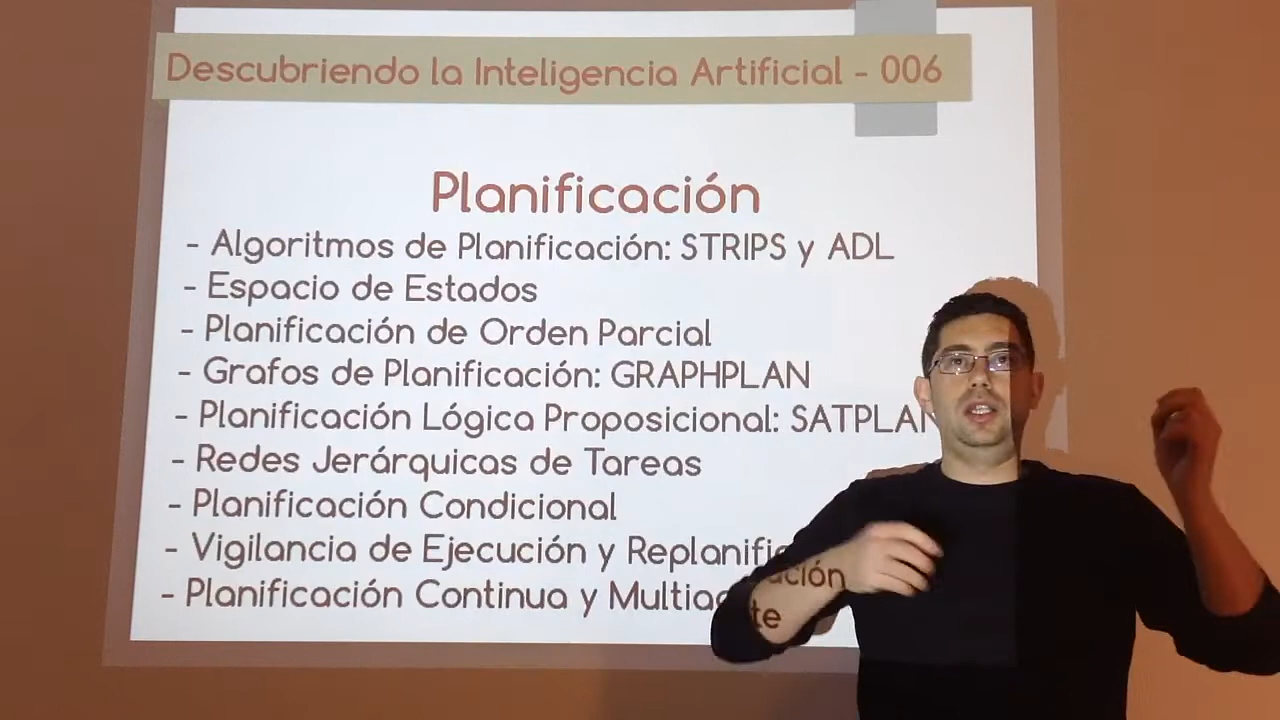 Descubriendo la Inteligencia Artificial - 006
Planificación
- Algoritmos de Planificación: STRIPS y ADL
- Espacio de Estados
- Planificación de Orden Parcial
- Grafos de Planificación: GRAPHPLAN
- Planificación Lógica Proposicional: SATPLAN
- Redes Jerárquicas de Tareas
- Planificación Condicional
- Vigilancia de Ejecución y Replanificación
- Planificación Continua y Multiagente